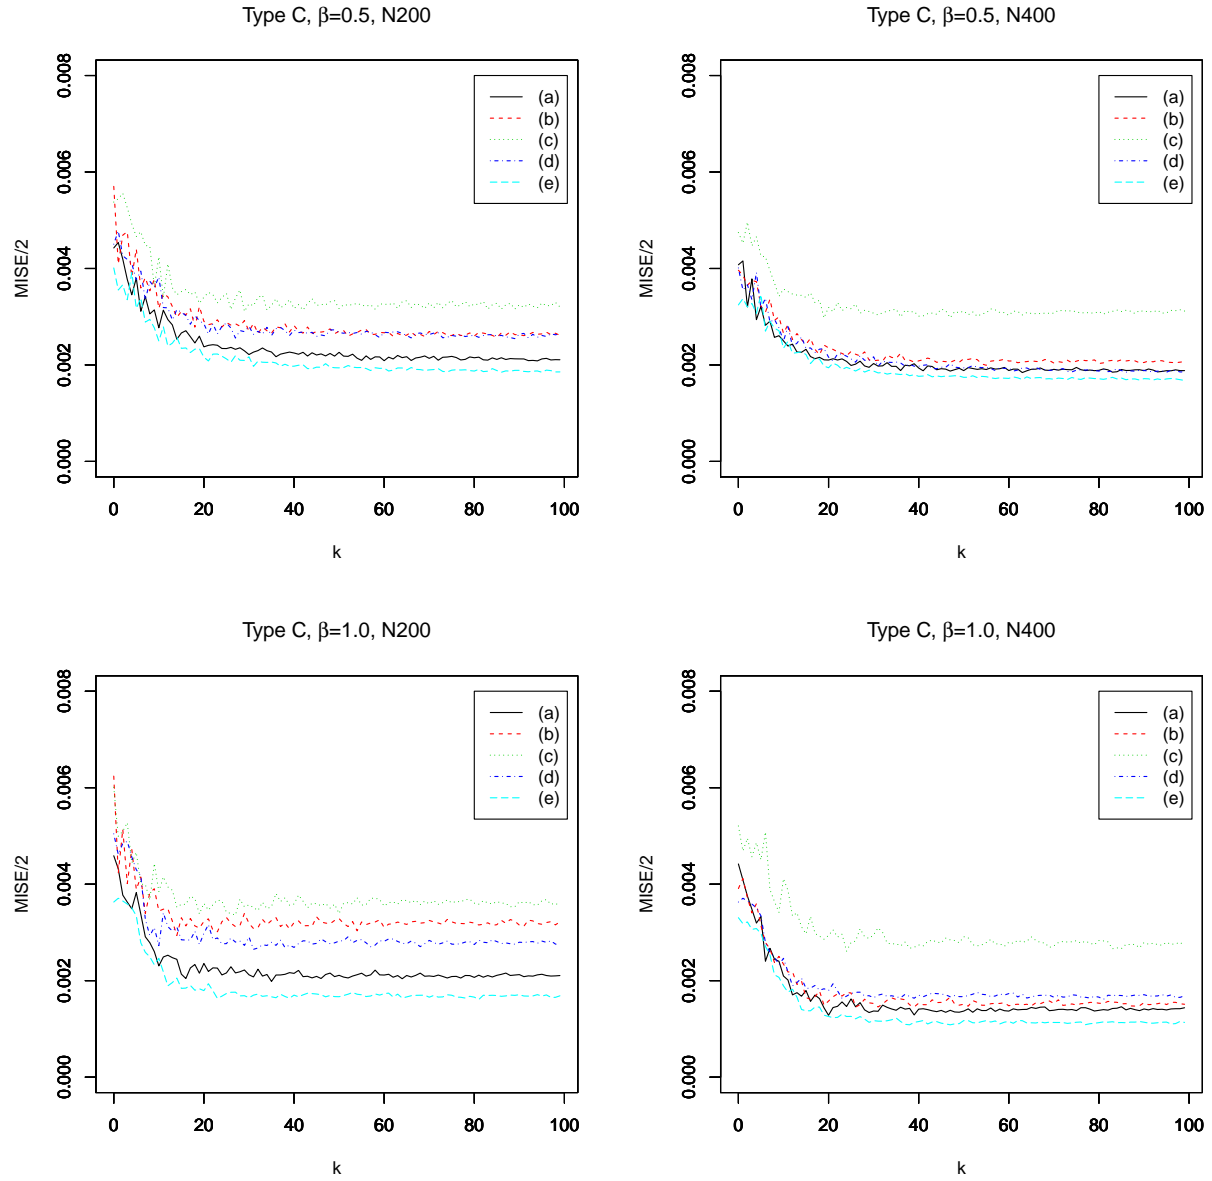 Type C, β=0.5, N200
MISE/2
0.008
0.006
0.004
0.002
0.000
0 20 40 60 80 100
k
(a)
(b)
(c)
(d)
(e)
Type C, β=0.5, N400
MISE/2
0.008
0.006
0.004
0.002
0.000
0 20 40 60 80 100
k
(a)
(b)
(c)
(d)
(e)
Type C, β=1.0, N200
MISE/2
0.008
0.006
0.004
0.002
0.000
0 20 40 60 80 100
k
(a)
(b)
(c)
(d)
(e)
Type C, β=1.0, N400
MISE/2
0.008
0.006
0.004
0.002
0.000
0 20 40 60 80 100
k
(a)
(b)
(c)
(d)
(e)